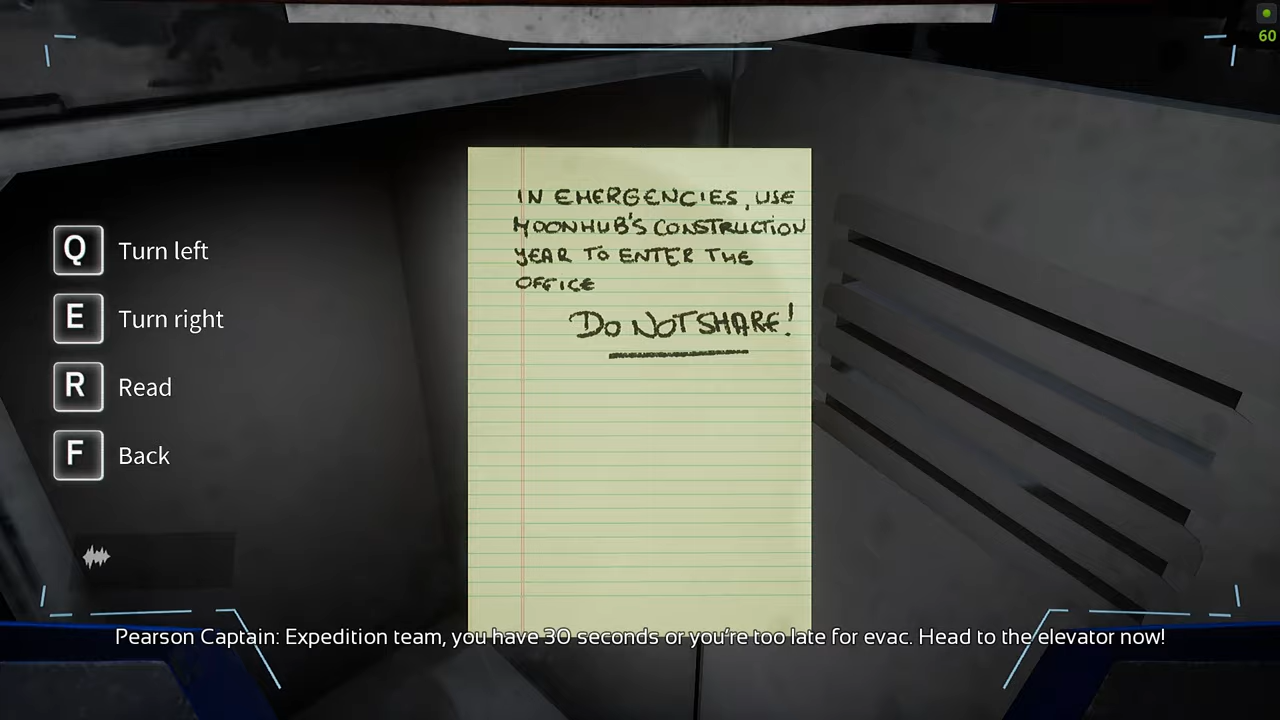 60
IN EMERGENCIES, USE
MOONHUB'S CONSTRUCTION
YEAR TO ENTER THE
OFFICE
DO NOT SHARE!
Q Turn left
E Turn right
R Read
F Back
Pearson Captain: Expedition team, you have 30 seconds or you're too late for evac. Head to the elevator now!